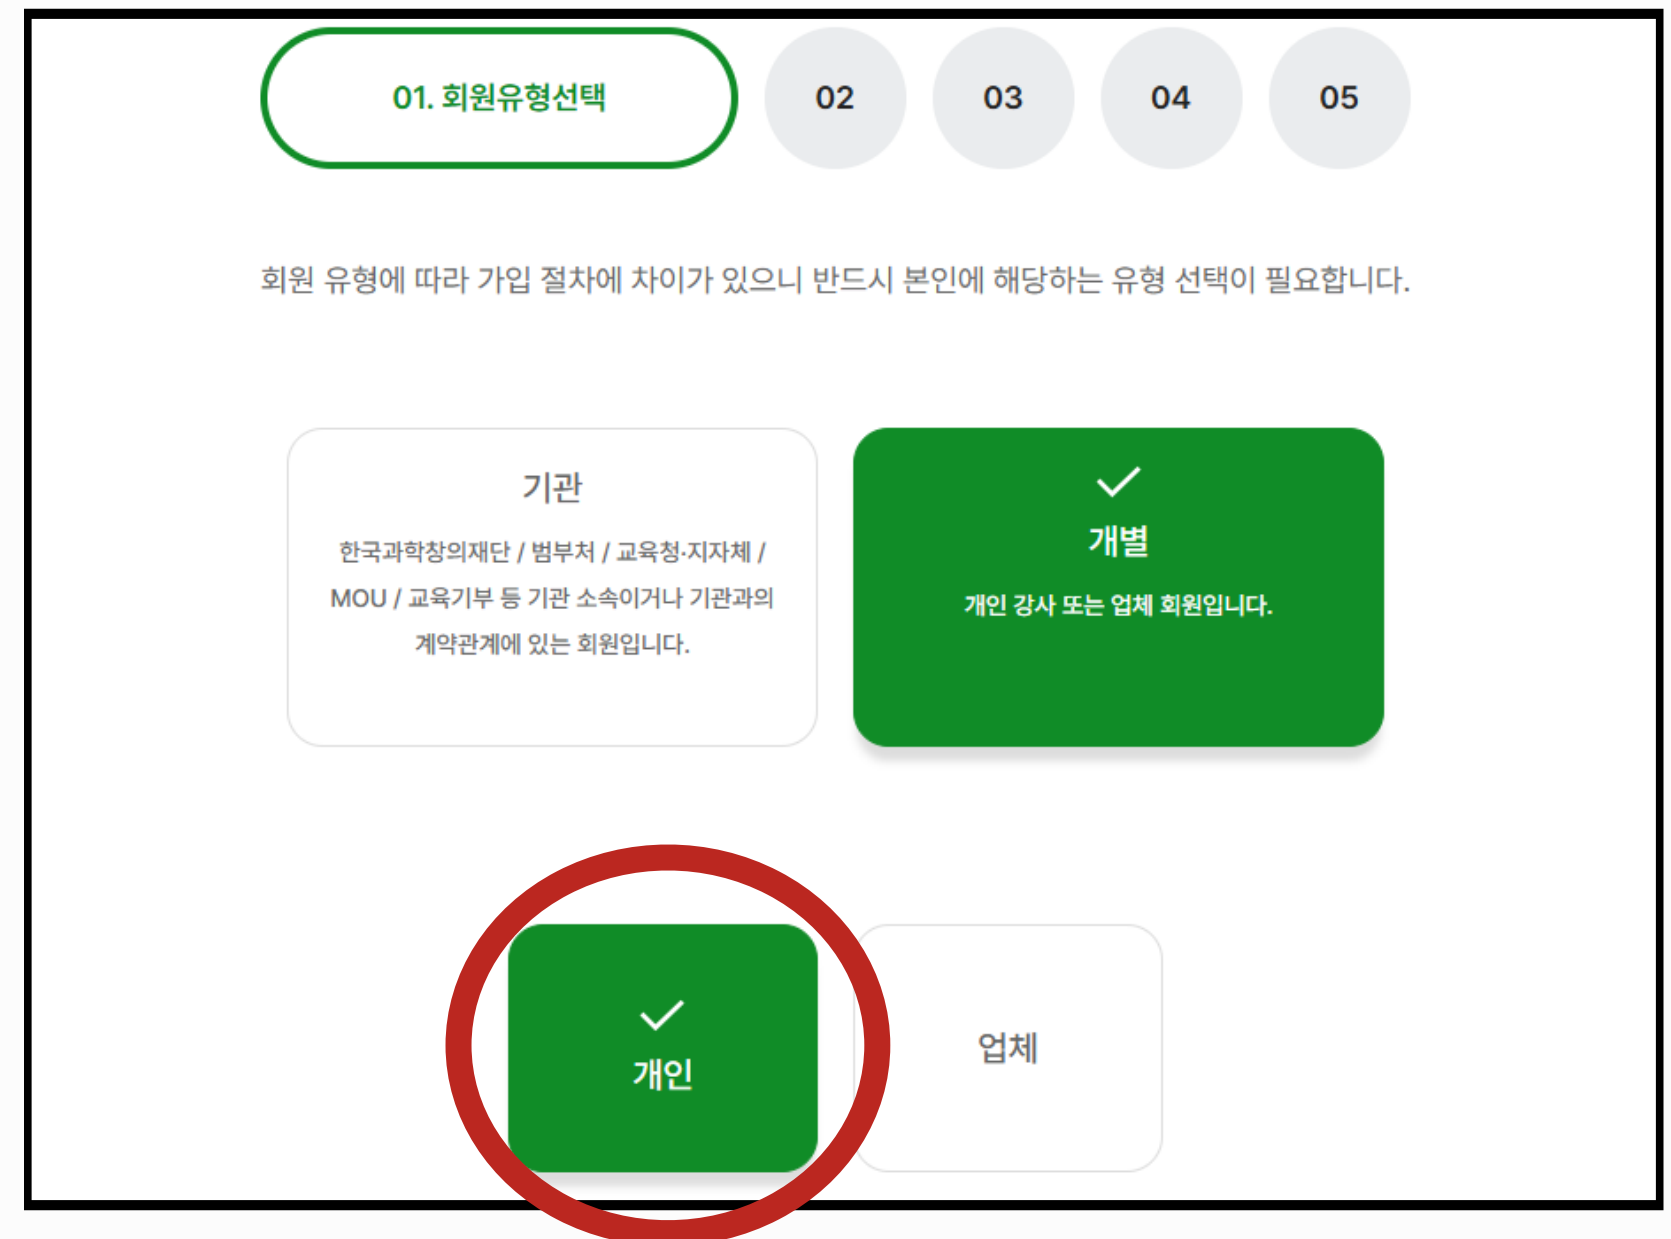 01. 회원유형선택 02 03 04 05
회원 유형에 따라 가입 절차에 차이가 있으니 반드시 본인에 해당하는 유형 선택이 필요합니다.
기관
한국과학창의재단 / 범부처 / 교육청·지자체 /
MOU / 교육기부 등 기관 소속이거나 기관과의
계약관계에 있는 회원입니다.
개별
개인 강사 또는 업체 회원입니다.
개인
업체